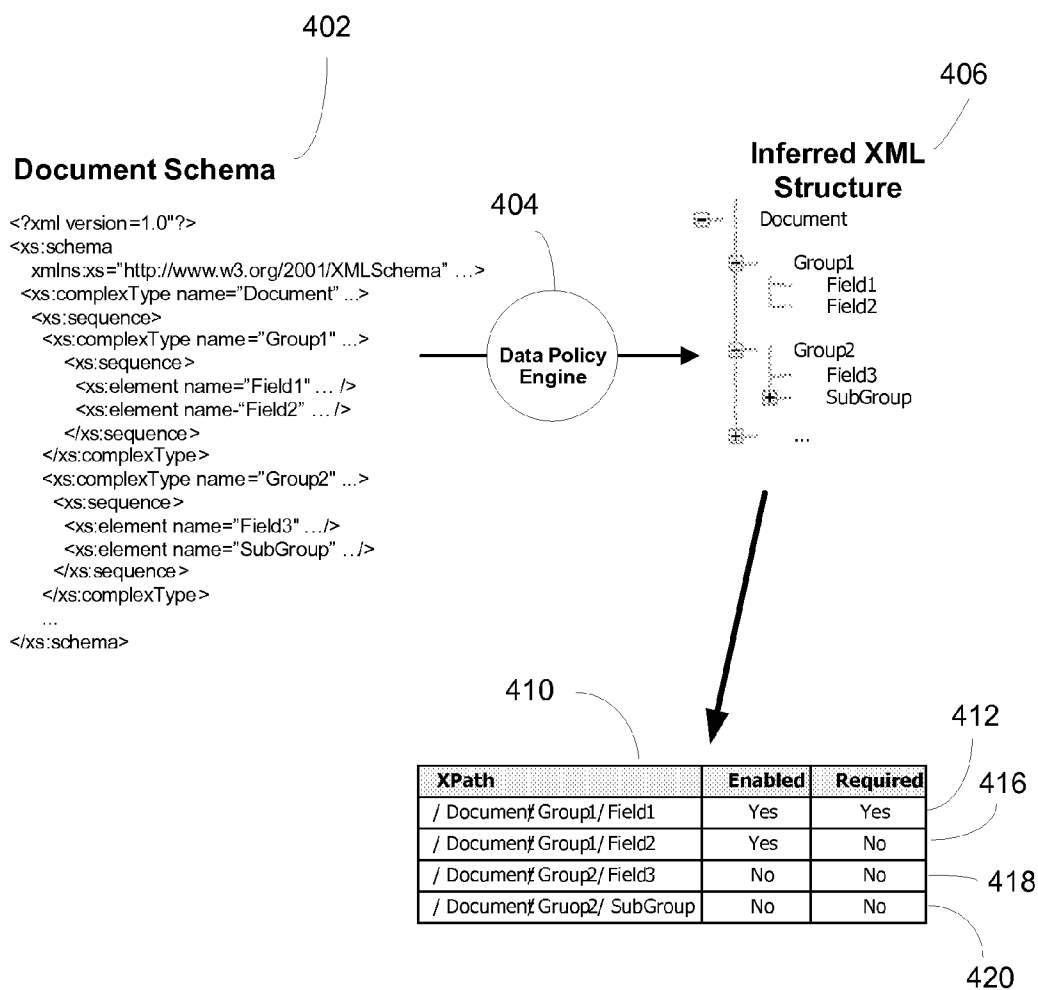 402
Document Schema
<?xml version=1.0"?>
<xs:schema
xmlns:xs="http://www.w3.org/2001/XMLSchema" ...>
<xs:complexType name="Document" ...>
<xs:sequence>
<xs:complexType name="Group1" ...>
<xs:sequence>
<xs:element name="Field1" ... />
<xs:element name-"Field2" ... />
</xs:sequence>
</xs:complexType>
<xs:complexType name="Group2" ...>
<xs:sequence>
<xs:element name="Field3" .../>
<xs:element name="SubGroup" .../>
</xs:sequence>
</xs:complexType>
...
</xs:schema>
404
Data Policy
Engine
406
Inferred XML
Structure
Document
Group1
Field1
Field2
Group2
Field3
SubGroup
...
410
412
416
418
420
XPath Enabled Required
/ Document/ Group1/ Field1 Yes Yes
/ Document/ Group1/ Field2 Yes No
/ Document/ Group2/ Field3 No No
/ Document/ Gruop2/ SubGroup No No